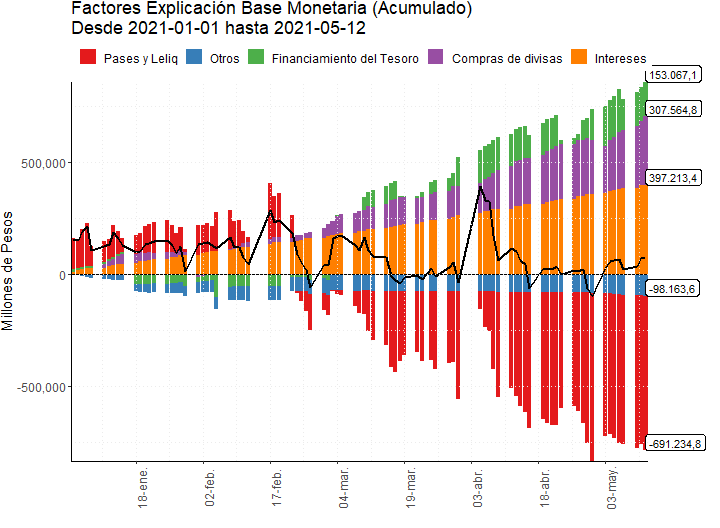 Factores Explicación Base Monetaria (Acumulado)
Desde 2021-01-01 hasta 2021-05-12
Pases y Leliq Otros Financiamiento del Tesoro Compras de divisas Intereses
153.067,1
307.564,8
500,000
397.213,4
Millones de Pesos
0
-98.163,6
-500,000
-691.234,8
18-ene.
02-feb.
17-feb.
04-mar.
19-mar.
03-abr.
18-abr.
03-may.